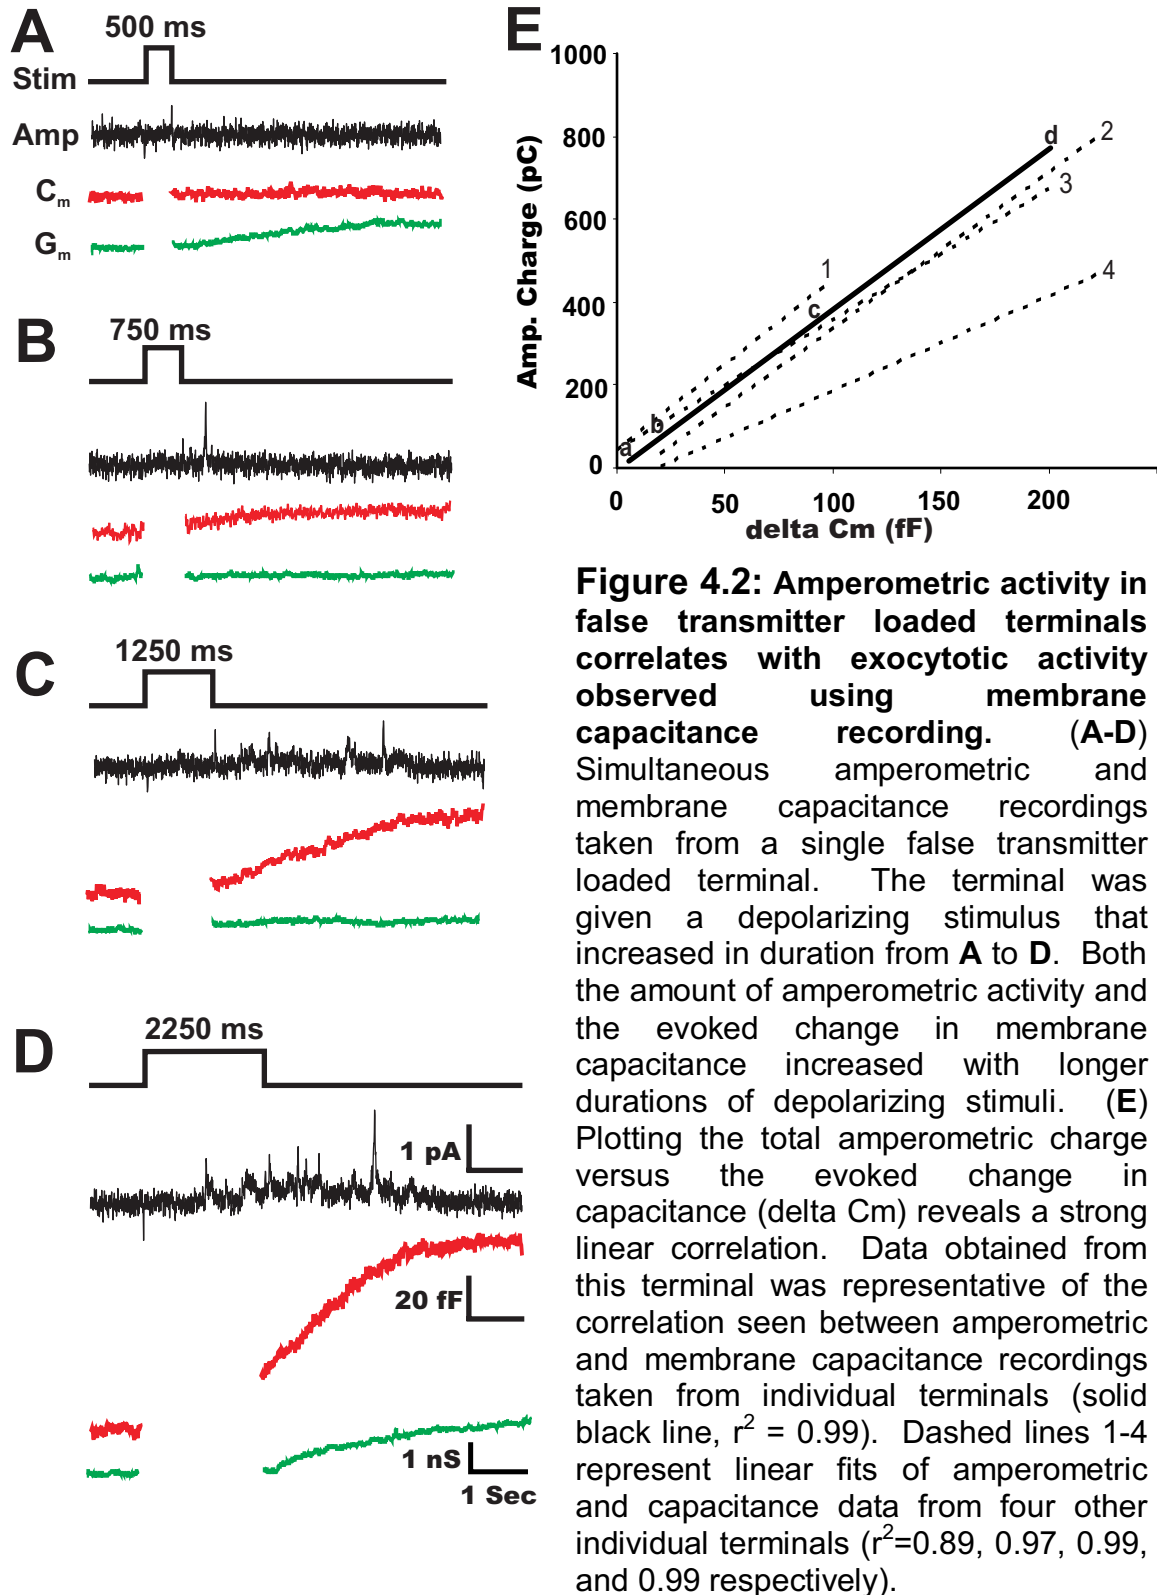 A
500 ms
Stim
Amp
Cm
Gm
B
750 ms
C
1250 ms
D
2250 ms
1 pA
20 fF
1 nS
1 Sec
E
1000
800
600
400
200
0
Amp. Charge (pC)
0 50 100 150 200
delta Cm (fF)
a
b
c
d
1
2
3
4
Figure 4.2: Amperometric activity in
false transmitter loaded terminals
correlates with exocytotic activity
observed using membrane
capacitance recording. (A-D)
Simultaneous amperometric and
membrane capacitance recordings
taken from a single false transmitter
loaded terminal. The terminal was
given a depolarizing stimulus that
increased in duration from A to D. Both
the amount of amperometric activity and
the evoked change in membrane
capacitance increased with longer
durations of depolarizing stimuli. (E)
Plotting the total amperometric charge
versus the evoked change in
capacitance (delta Cm) reveals a strong
linear correlation. Data obtained from
this terminal was representative of the
correlation seen between amperometric
and membrane capacitance recordings
taken from individual terminals (solid
black line, r² = 0.99). Dashed lines 1-4
represent linear fits of amperometric
and capacitance data from four other
individual terminals (r²=0.89, 0.97, 0.99,
and 0.99 respectively).